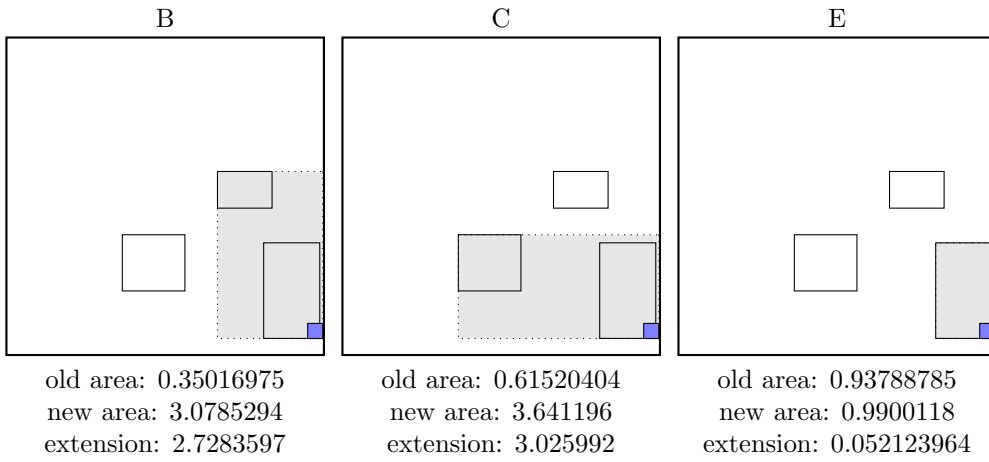 B C E
old area: 0.35016975 old area: 0.61520404 old area: 0.93788785
new area: 3.0785294 new area: 3.641196 new area: 0.9900118
extension: 2.7283597 extension: 3.025992 extension: 0.052123964